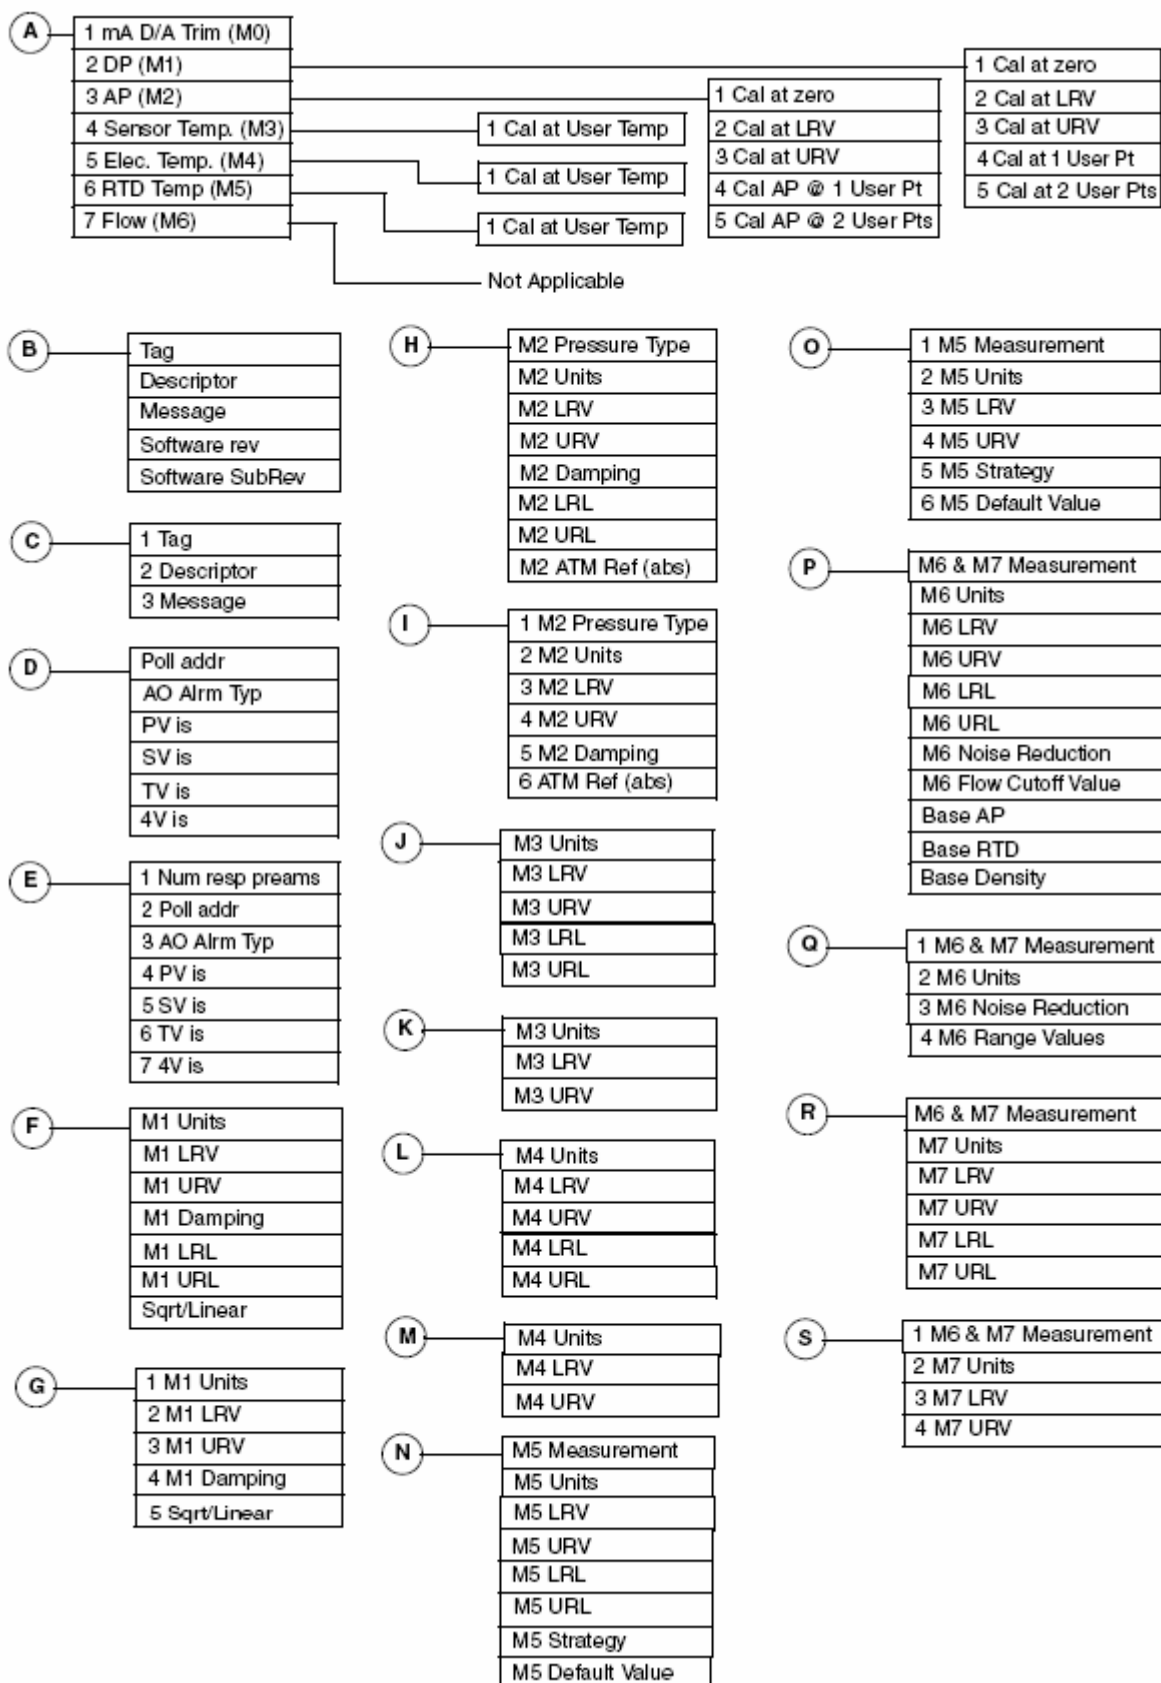 A
1 mA D/A Trim (M0)
2 DP (M1)
3 AP (M2)
4 Sensor Temp. (M3)
5 Elec. Temp. (M4)
6 RTD Temp (M5)
7 Flow (M6)
1 Cal at User Temp
1 Cal at User Temp
1 Cal at User Temp
Not Applicable
1 Cal at zero
2 Cal at LRV
3 Cal at URV
4 Cal AP @ 1 User Pt
5 Cal AP @ 2 User Pts
1 Cal at zero
2 Cal at LRV
3 Cal at URV
4 Cal at 1 User Pt
5 Cal at 2 User Pts
B
Tag
Descriptor
Message
Software rev
Software SubRev
C
1 Tag
2 Descriptor
3 Message
D
Poll addr
AO Alrm Typ
PV is
SV is
TV is
4V is
E
1 Num resp preams
2 Poll addr
3 AO Alrm Typ
4 PV is
5 SV is
6 TV is
7 4V is
F
M1 Units
M1 LRV
M1 URV
M1 Damping
M1 LRL
M1 URL
Sqrt/Linear
G
1 M1 Units
2 M1 LRV
3 M1 URV
4 M1 Damping
5 Sqrt/Linear
H
M2 Pressure Type
M2 Units
M2 LRV
M2 URV
M2 Damping
M2 LRL
M2 URL
M2 ATM Ref (abs)
I
1 M2 Pressure Type
2 M2 Units
3 M2 LRV
4 M2 URV
5 M2 Damping
6 ATM Ref (abs)
J
M3 Units
M3 LRV
M3 URV
M3 LRL
M3 URL
K
M3 Units
M3 LRV
M3 URV
L
M4 Units
M4 LRV
M4 URV
M4 LRL
M4 URL
M
M4 Units
M4 LRV
M4 URV
N
M5 Measurement
M5 Units
M5 LRV
M5 URV
M5 LRL
M5 URL
M5 Strategy
M5 Default Value
O
1 M5 Measurement
2 M5 Units
3 M5 LRV
4 M5 URV
5 M5 Strategy
6 M5 Default Value
P
M6 & M7 Measurement
M6 Units
M6 LRV
M6 URV
M6 LRL
M6 URL
M6 Noise Reduction
M6 Flow Cutoff Value
Base AP
Base RTD
Base Density
Q
1 M6 & M7 Measurement
2 M6 Units
3 M6 Noise Reduction
4 M6 Range Values
R
M6 & M7 Measurement
M7 Units
M7 LRV
M7 URV
M7 LRL
M7 URL
S
1 M6 & M7 Measurement
2 M7 Units
3 M7 LRV
4 M7 URV